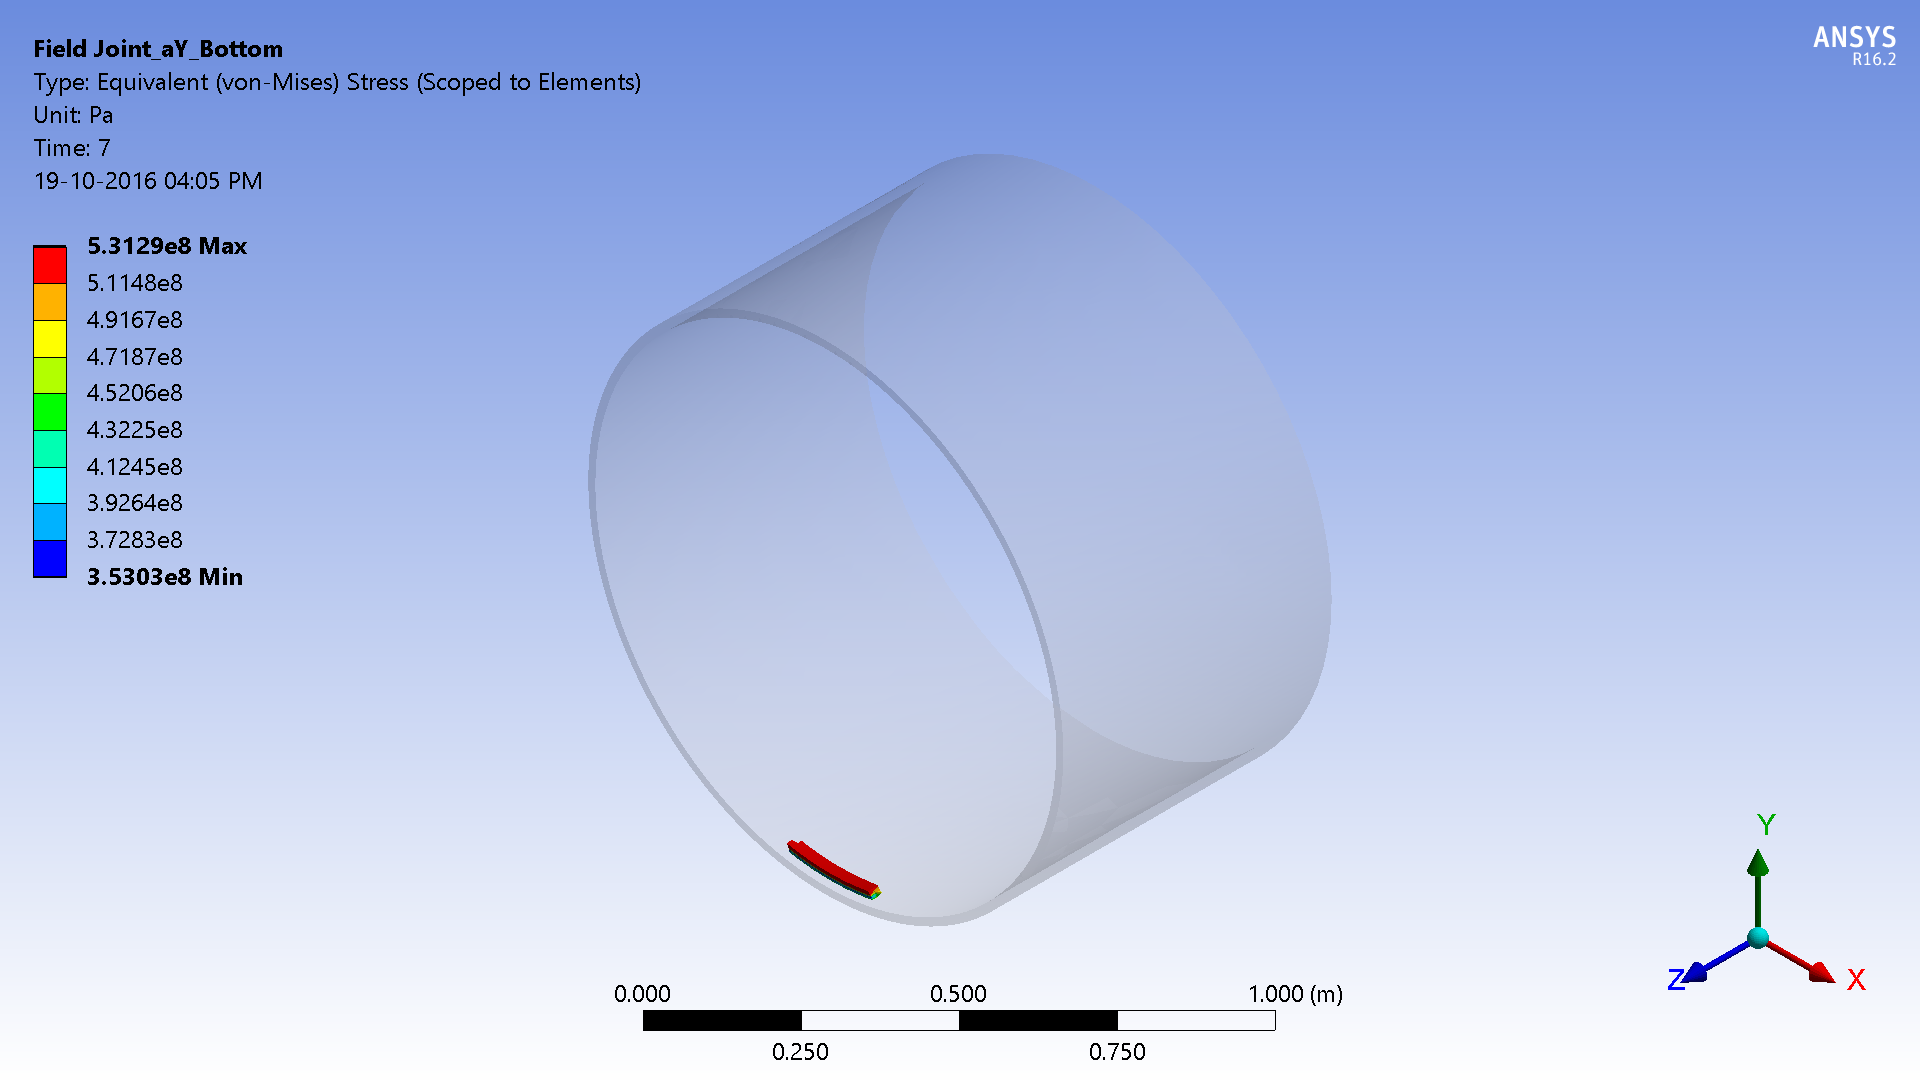 Field Joint_aY_Bottom
Type: Equivalent (von-Mises) Stress (Scoped to Elements)
Unit: Pa
Time: 7
19-10-2016 04:05 PM
ANSYS
R16.2
5.3129e8 Max
5.1148e8
4.9167e8
4.7187e8
4.5206e8
4.3225e8
4.1245e8
3.9264e8
3.7283e8
3.5303e8 Min
Y
Z
X
0.000
0.500
1.000 (m)
0.250
0.750